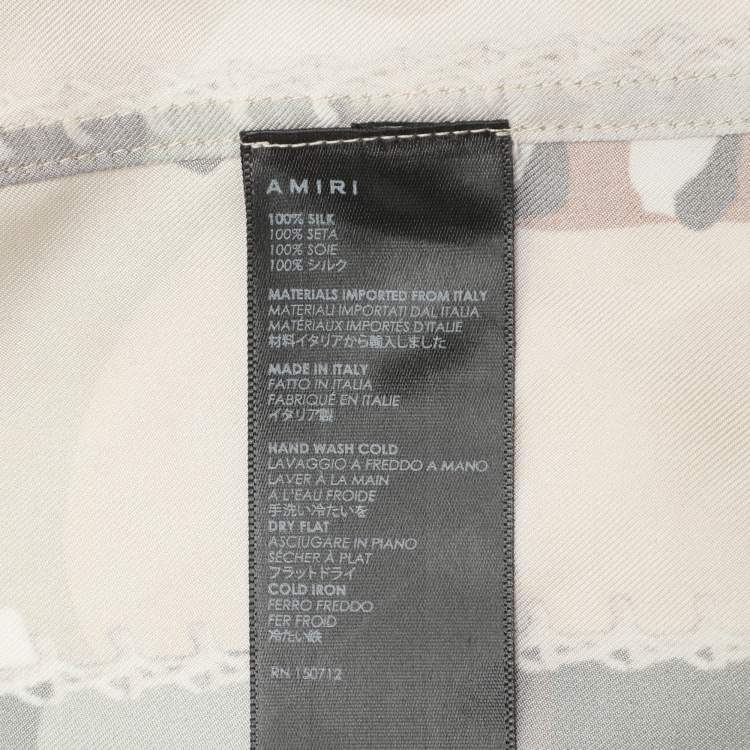 AMIRI
100% SILK
100% SETA
100% SOIE
100% シルク
MATERIALS IMPORTED FROM ITALY
MATERIALI IMPORTATI DAL ITALIA
MATÉRIAUX IMPORTÉS D'ITALIE
材料イタリアから輸入しました
MADE IN ITALY
FATTO IN ITALIA
FABRIQUÉ EN ITALIE
イタリア製
HAND WASH COLD
LAVAGGIO A FREDDO A MANO
LAVER À LA MAIN
À L'EAU FROIDE
手洗い冷たいを
DRY FLAT
ASCIUGARE IN PIANO
SÉCHER À PLAT
フラットドライ
COLD IRON
FERRO FREDDO
FER FROID
冷たい鉄
RN 150712